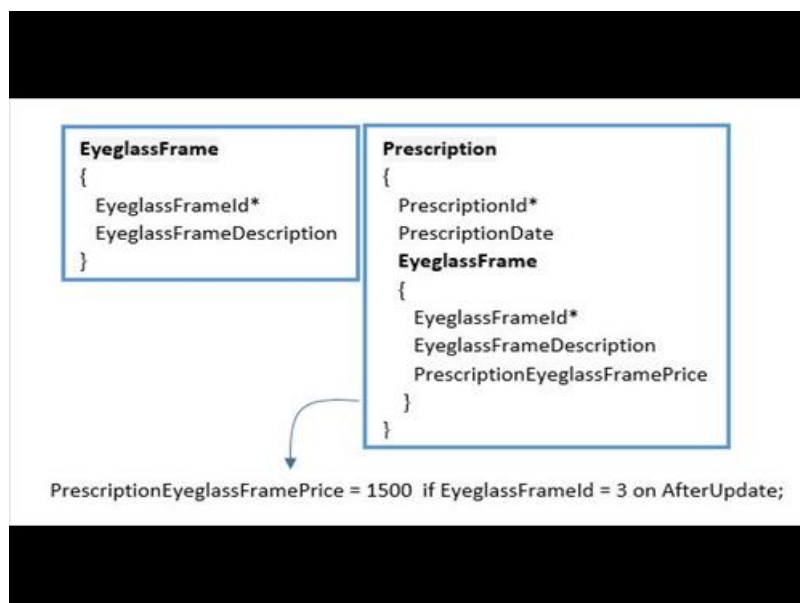 EyeglassFrame
{
EyeglassFrameId*
EyeglassFrameDescription
}
Prescription
{
PrescriptionId*
PrescriptionDate
EyeglassFrame
{
EyeglassFrameId*
EyeglassFrameDescription
PrescriptionEyeglassFramePrice
}
}
PrescriptionEyeglassFramePrice = 1500 if EyeglassFrameId = 3 on AfterUpdate;